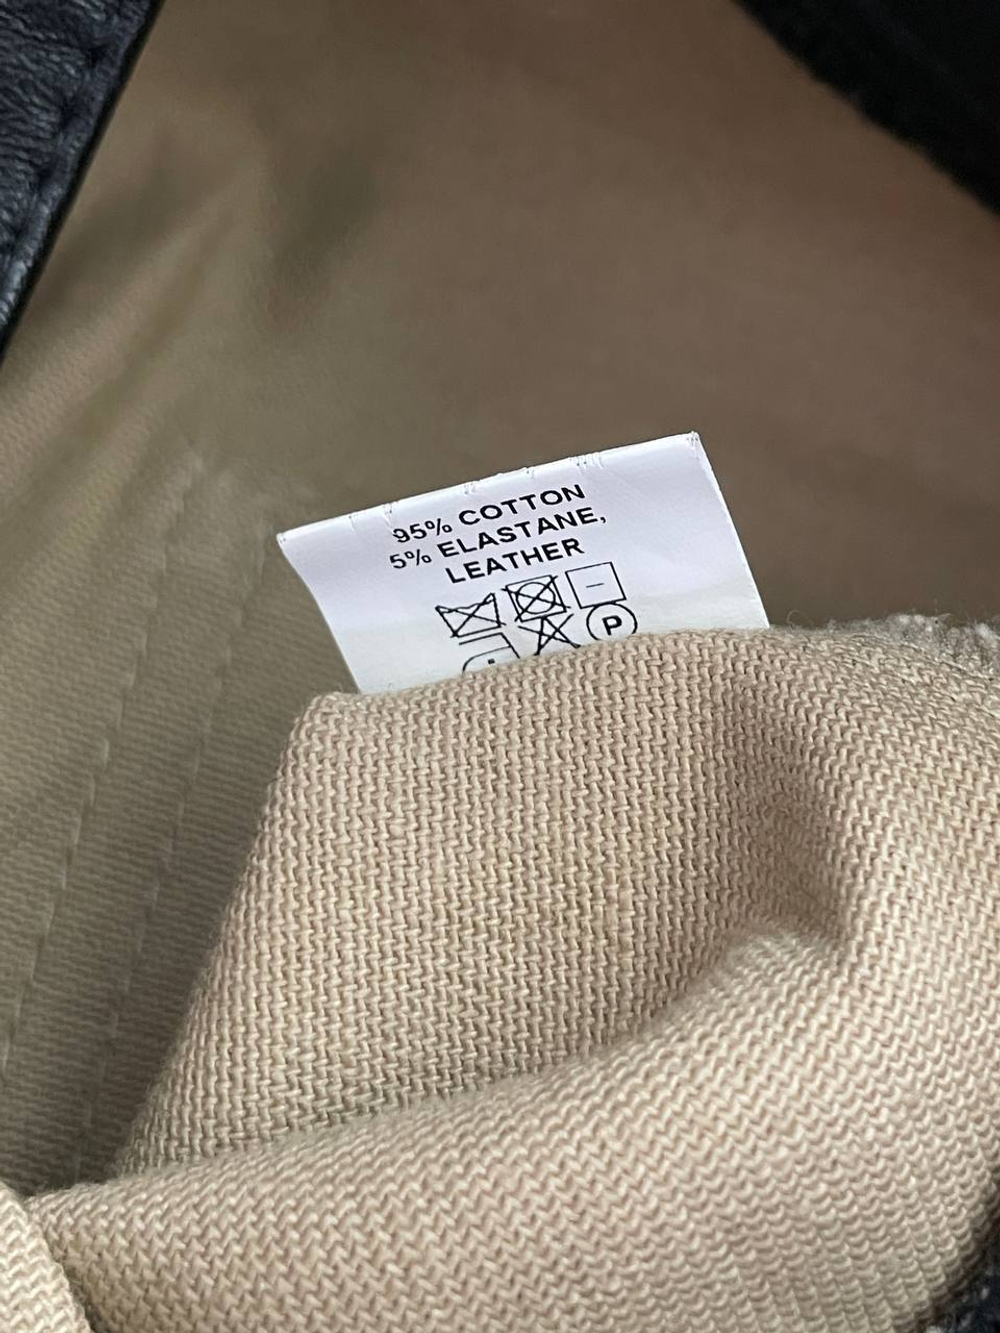 95% COTTON
5% ELASTANE,
LEATHER
P